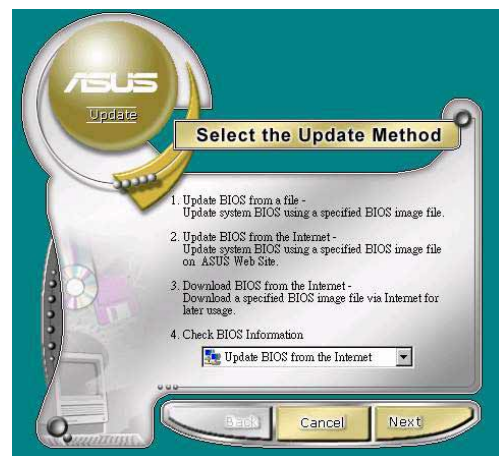 ASUS
Update
Select the Update Method
1. Update BIOS from a file -
Update system BIOS using a specified BIOS image file.
2. Update BIOS from the Internet -
Update system BIOS using a specified BIOS image file
on ASUS Web Site.
3. Download BIOS from the Internet -
Download a specified BIOS image file via Internet for
later usage.
4. Check BIOS Information
Update BIOS from the Internet
Back
Cancel
Next